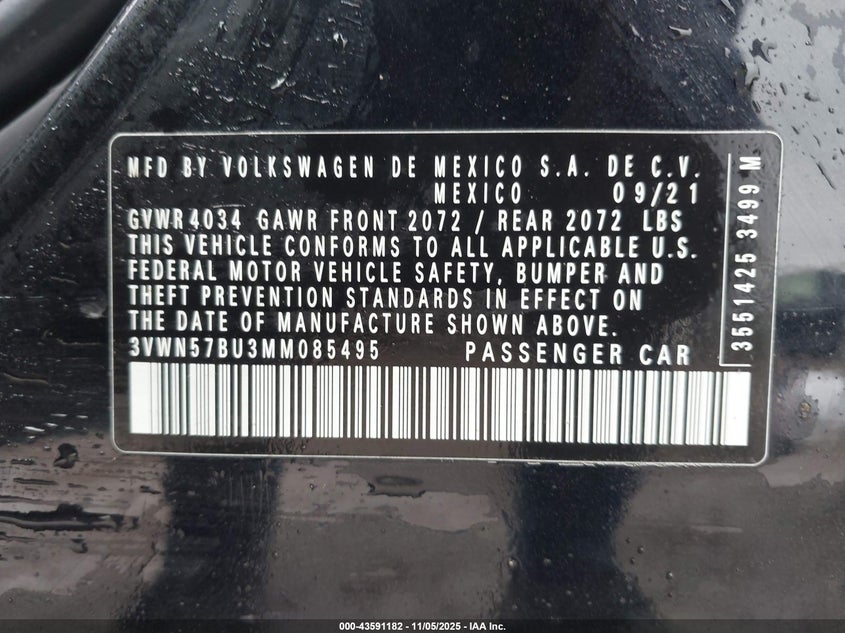 MFD BY VOLKSWAGEN DE MEXICO S.A. DE C.V.
MEXICO 09/21
GVWR 4034 GAWR FRONT 2072 / REAR 2072 LBS
THIS VEHICLE CONFORMS TO ALL APPLICABLE U.S.
FEDERAL MOTOR VEHICLE SAFETY, BUMPER AND
THEFT PREVENTION STANDARDS IN EFFECT ON
THE DATE OF MANUFACTURE SHOWN ABOVE.
3VWN57BU3MM085495 PASSENGER CAR
3551425 3499 M
000-43591182 - 11/05/2025 - IAA Inc.